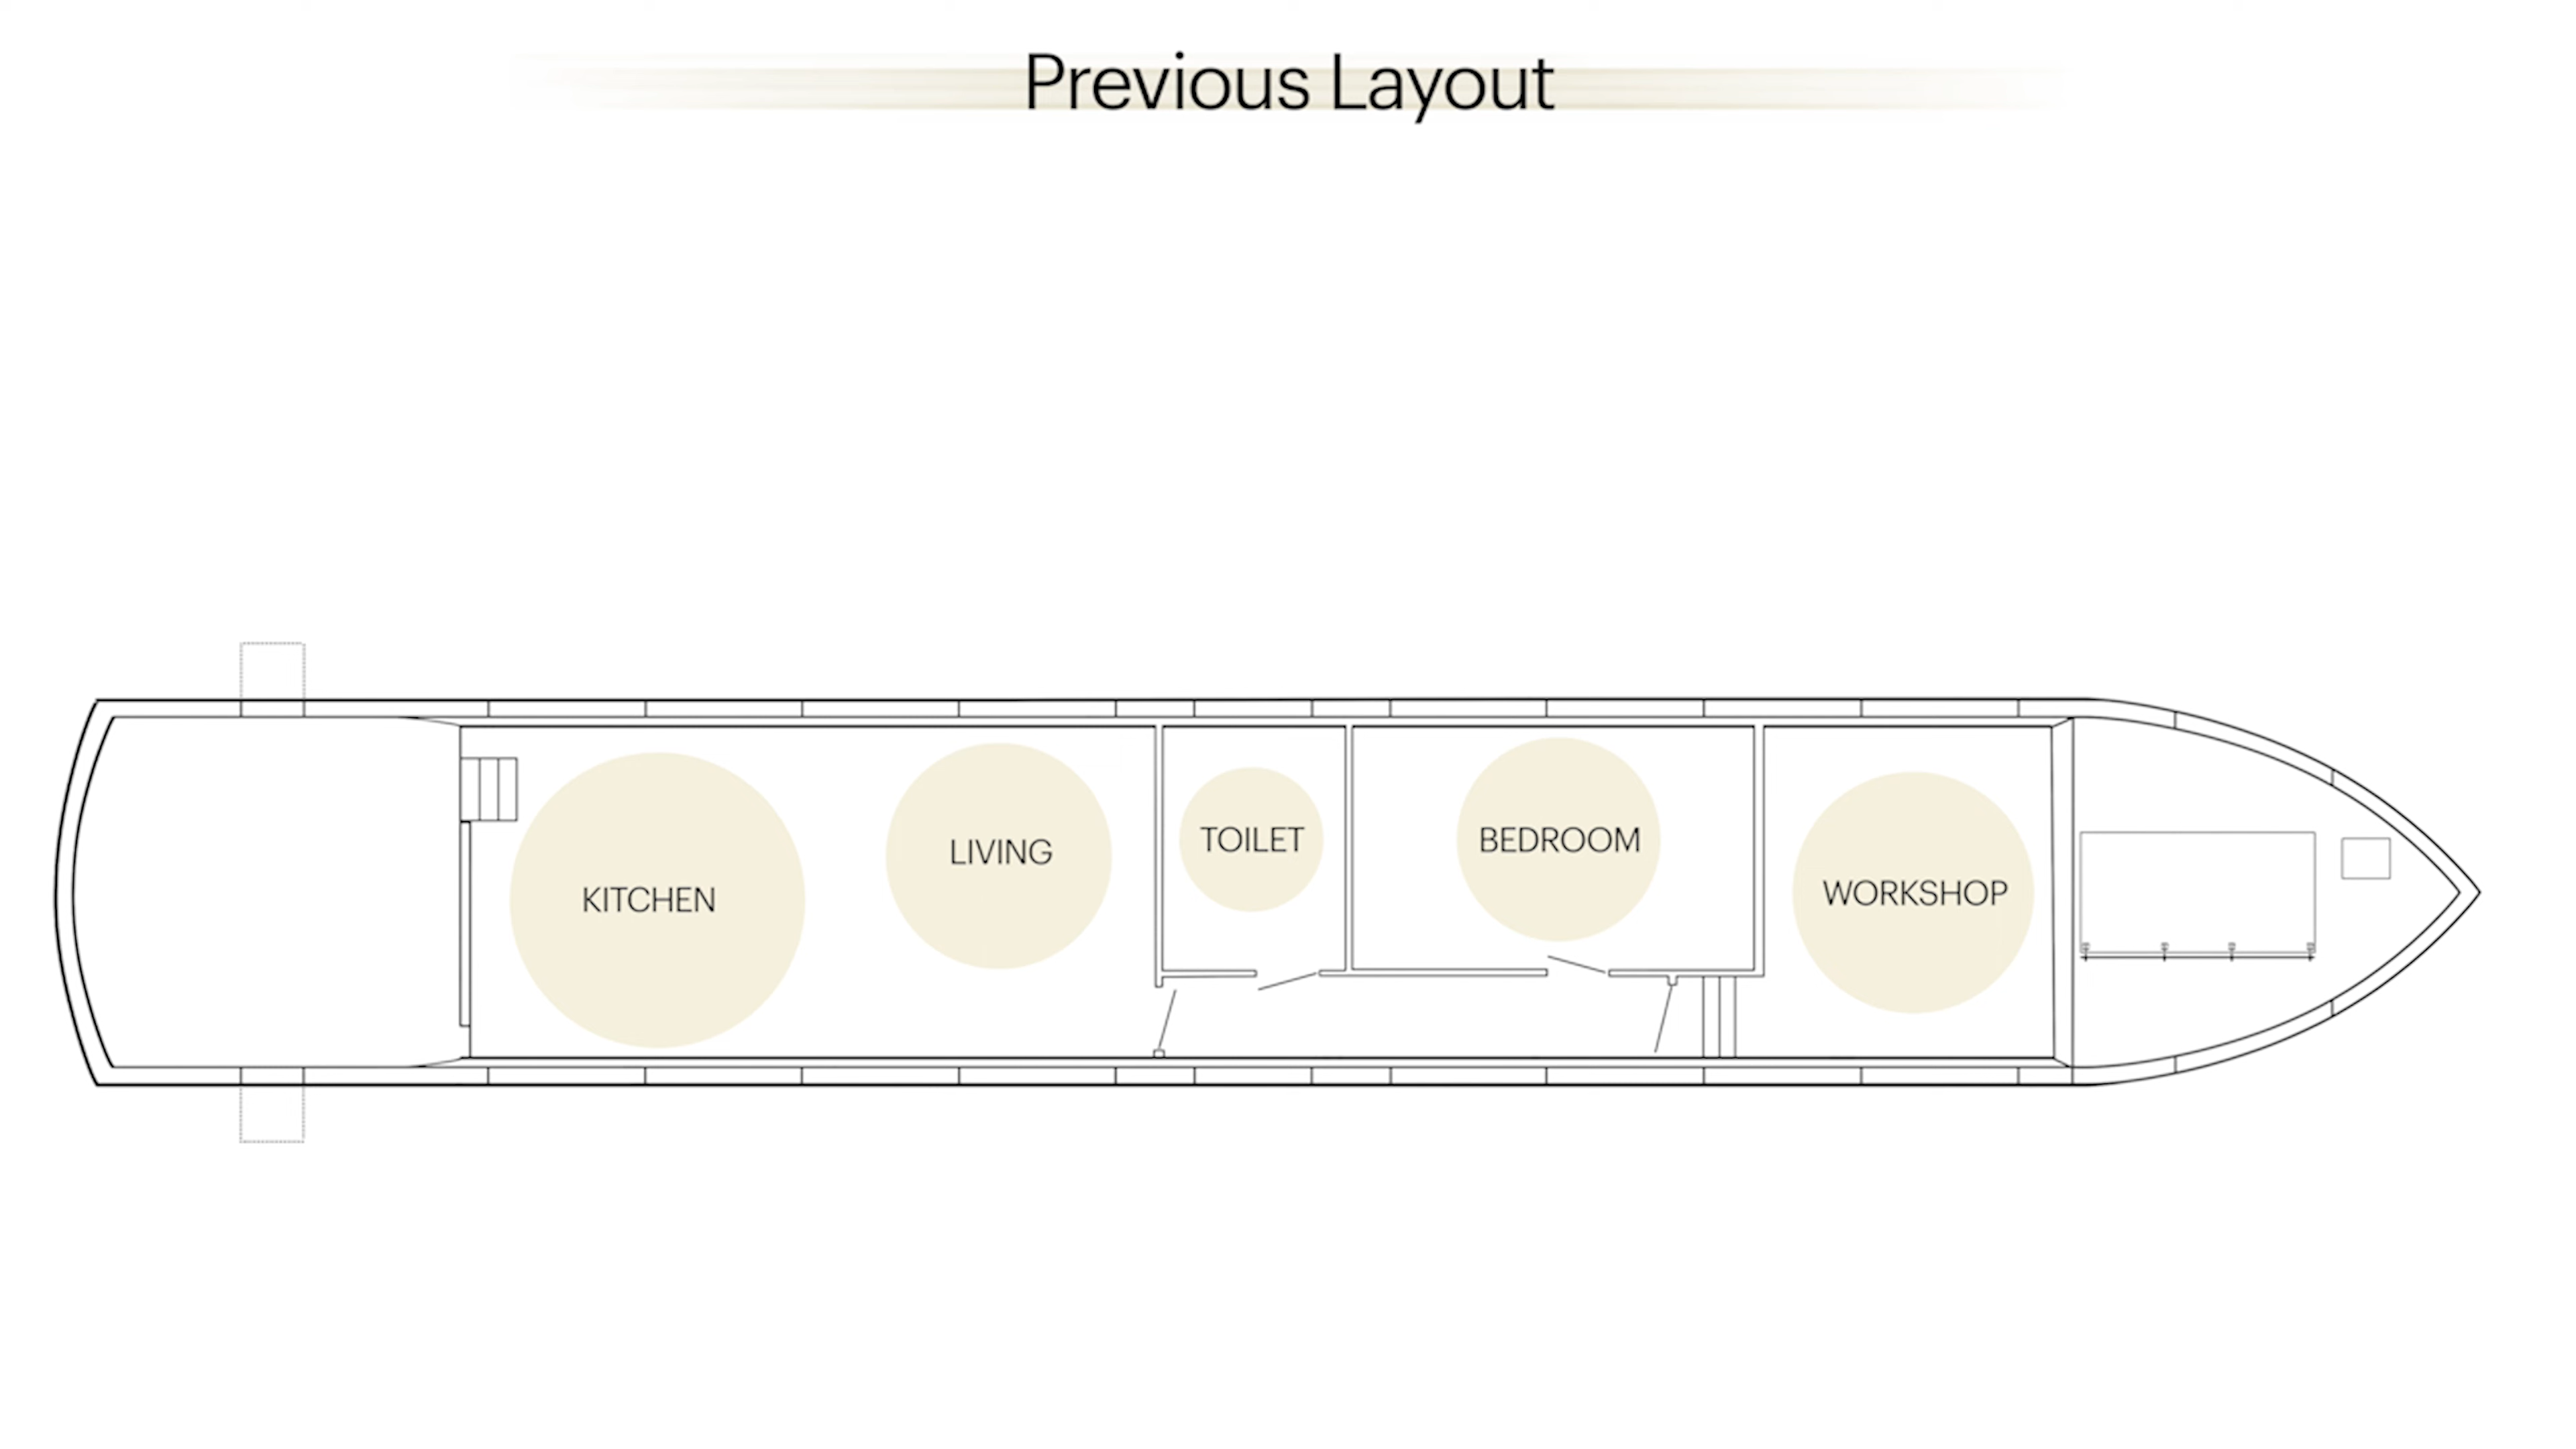 Previous Layout
KITCHEN
LIVING
TOILET
BEDROOM
WORKSHOP